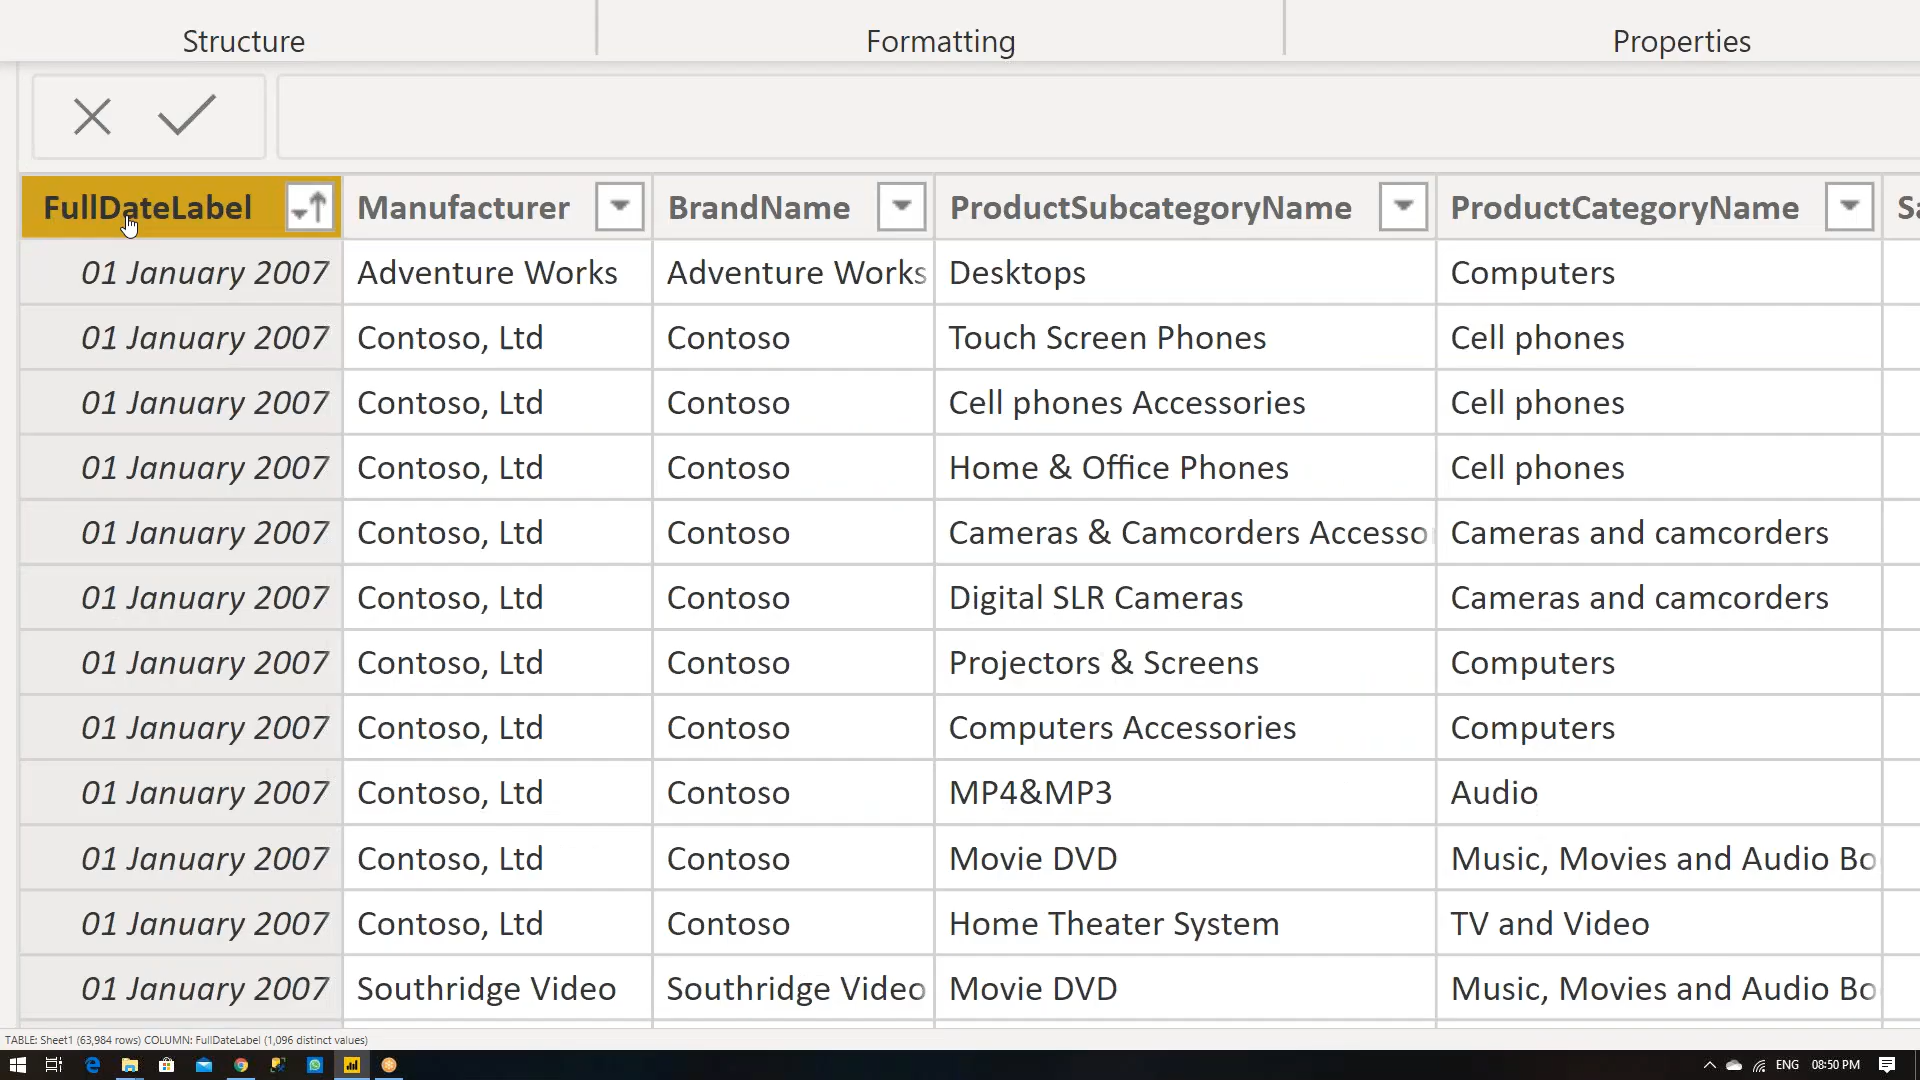 Structure Formatting Properties
FullDateLabel Manufacturer BrandName ProductSubcategoryName ProductCategoryName Sa
01 January 2007 Adventure Works Adventure Works Desktops Computers
01 January 2007 Contoso, Ltd Contoso Touch Screen Phones Cell phones
01 January 2007 Contoso, Ltd Contoso Cell phones Accessories Cell phones
01 January 2007 Contoso, Ltd Contoso Home & Office Phones Cell phones
01 January 2007 Contoso, Ltd Contoso Cameras & Camcorders Accesso Cameras and camcorders
01 January 2007 Contoso, Ltd Contoso Digital SLR Cameras Cameras and camcorders
01 January 2007 Contoso, Ltd Contoso Projectors & Screens Computers
01 January 2007 Contoso, Ltd Contoso Computers Accessories Computers
01 January 2007 Contoso, Ltd Contoso MP4&MP3 Audio
01 January 2007 Contoso, Ltd Contoso Movie DVD Music, Movies and Audio Bo
01 January 2007 Contoso, Ltd Contoso Home Theater System TV and Video
01 January 2007 Southridge Video Southridge Video Movie DVD Music, Movies and Audio Bo
TABLE: Sheet1 (63,984 rows) COLUMN: FullDateLabel (1,096 distinct values)
ENG 08:50 PM